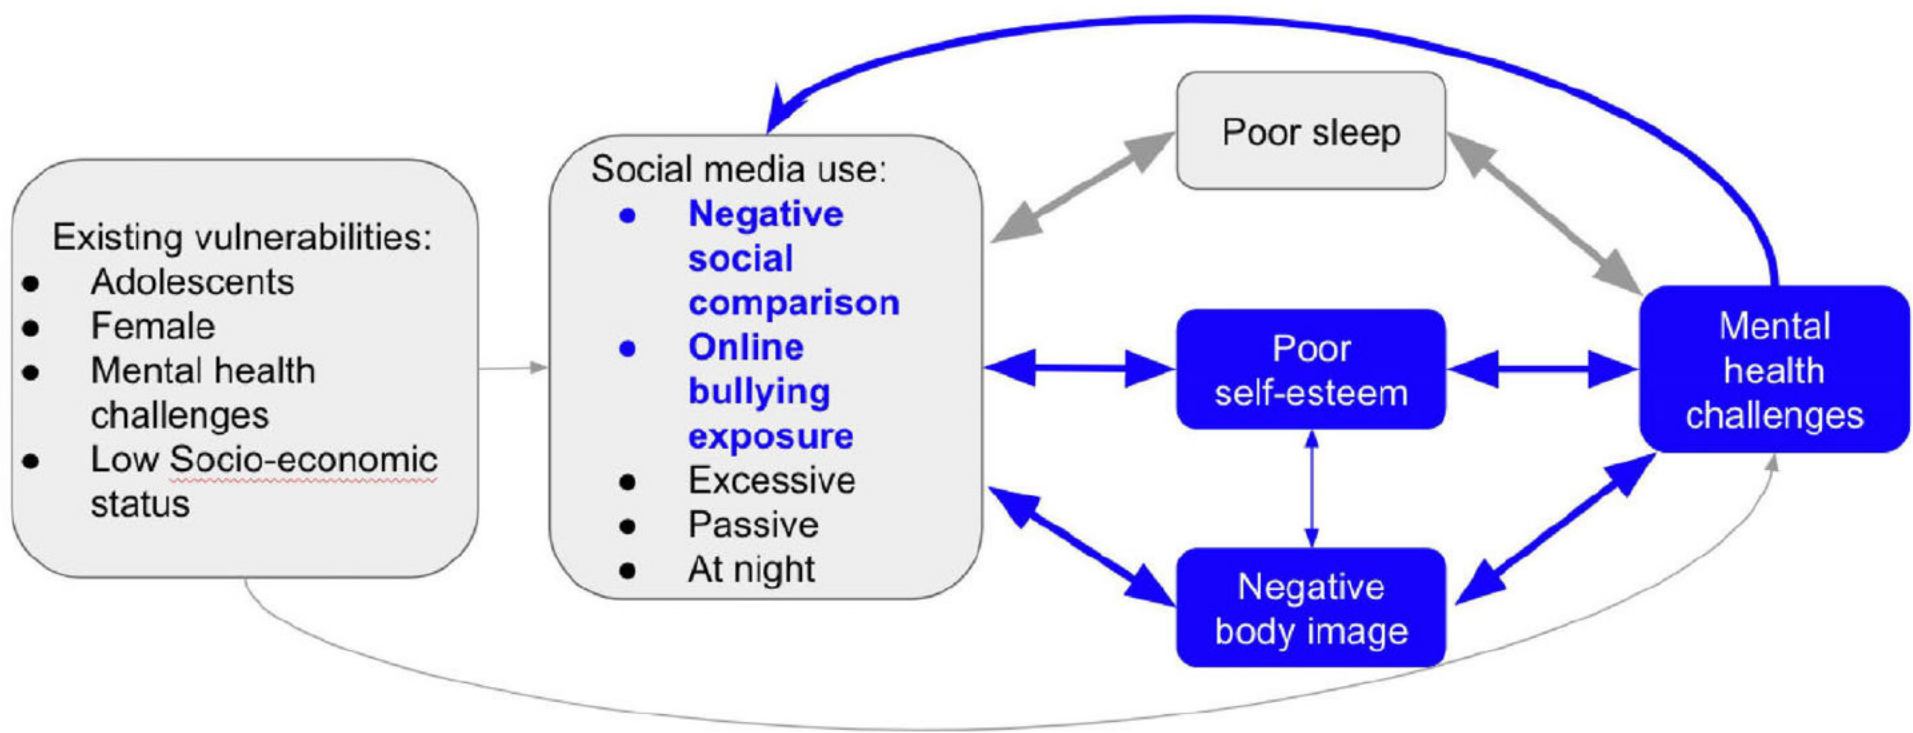 Existing vulnerabilities:
● Adolescents
● Female
● Mental health
challenges
● Low Socio-economic
status
Social media use:
● Negative
social
comparison
● Online
bullying
exposure
● Excessive
● Passive
● At night
Poor sleep
Poor
self-esteem
Negative
body image
Mental
health
challenges